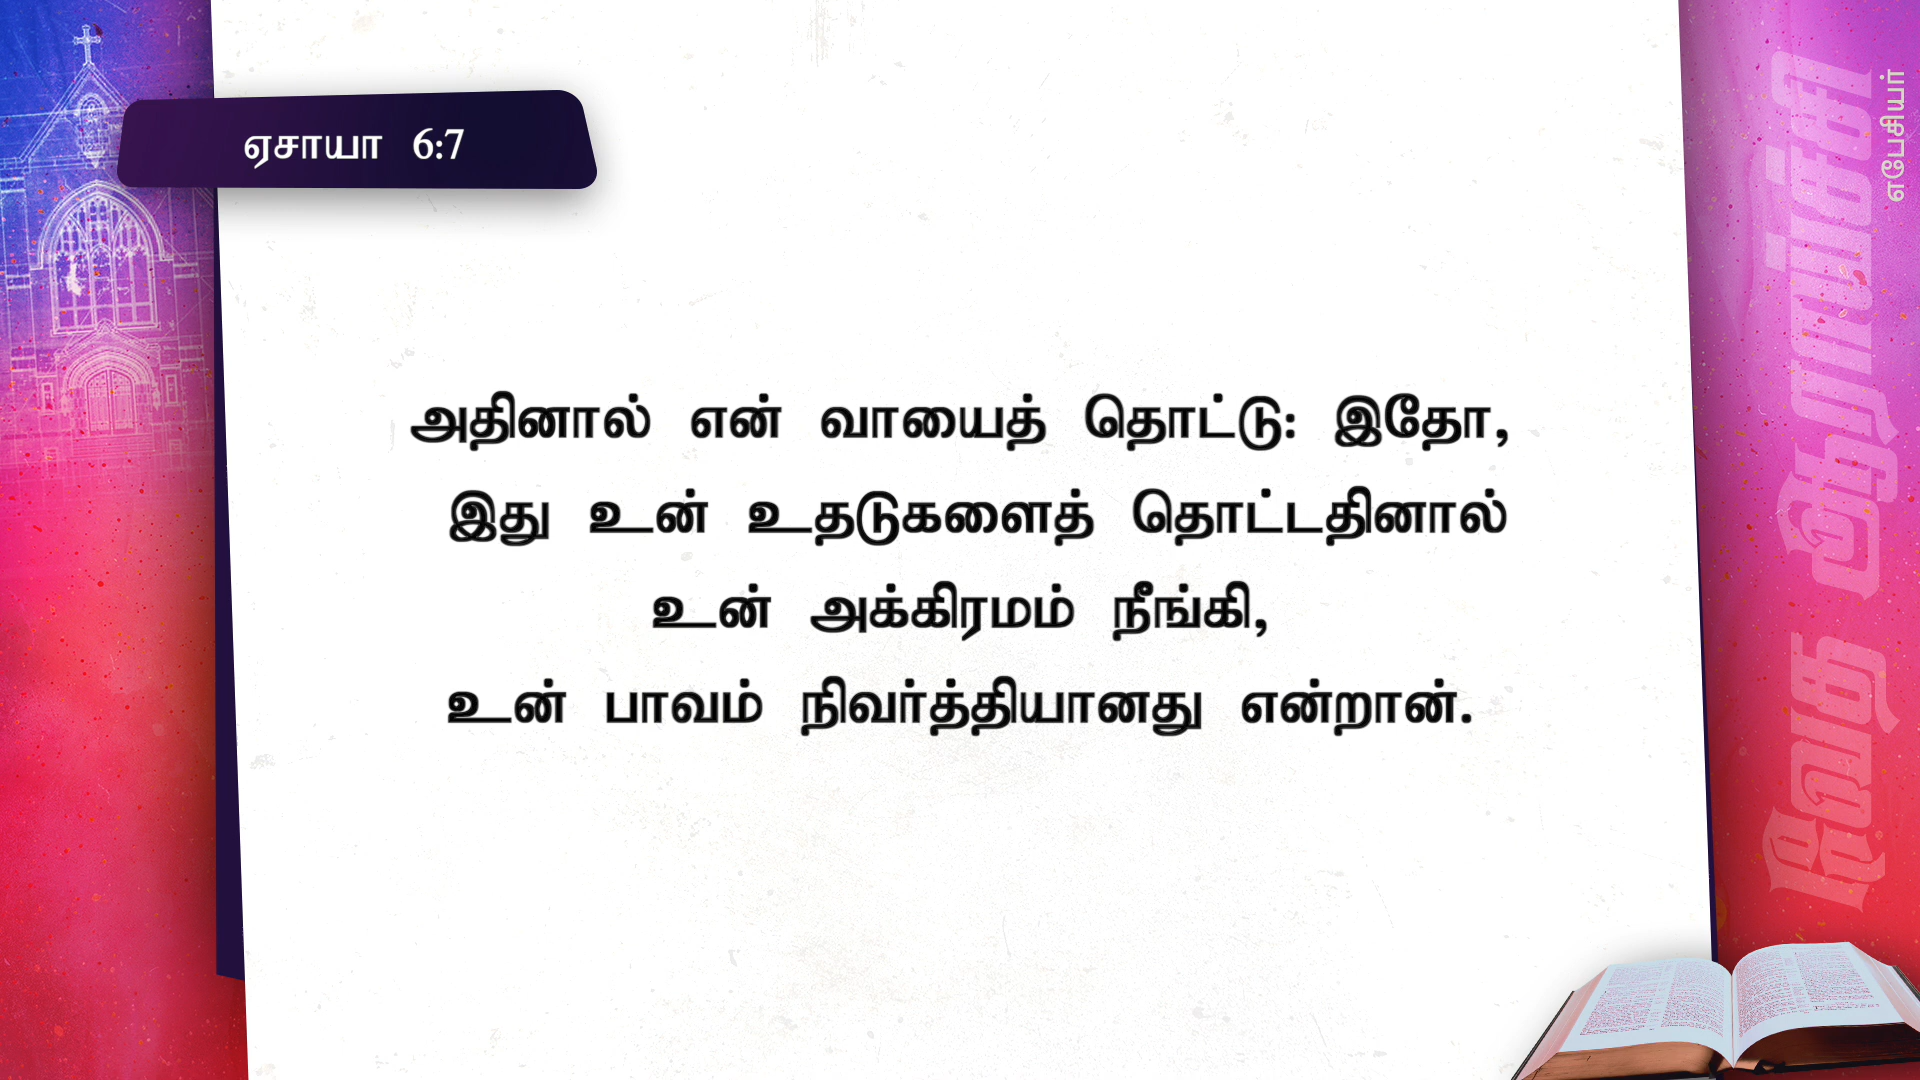 ஏசாயா 6:7
அதினால் என் வாயைத் தொட்டு: இதோ,
இது உன் உதடுகளைத் தொட்டதினால்
உன் அக்கிரமம் நீங்கி,
உன் பாவம் நிவர்த்தியானது என்றான்.
எபேசியர்
வேத ஆராய்ச்சி